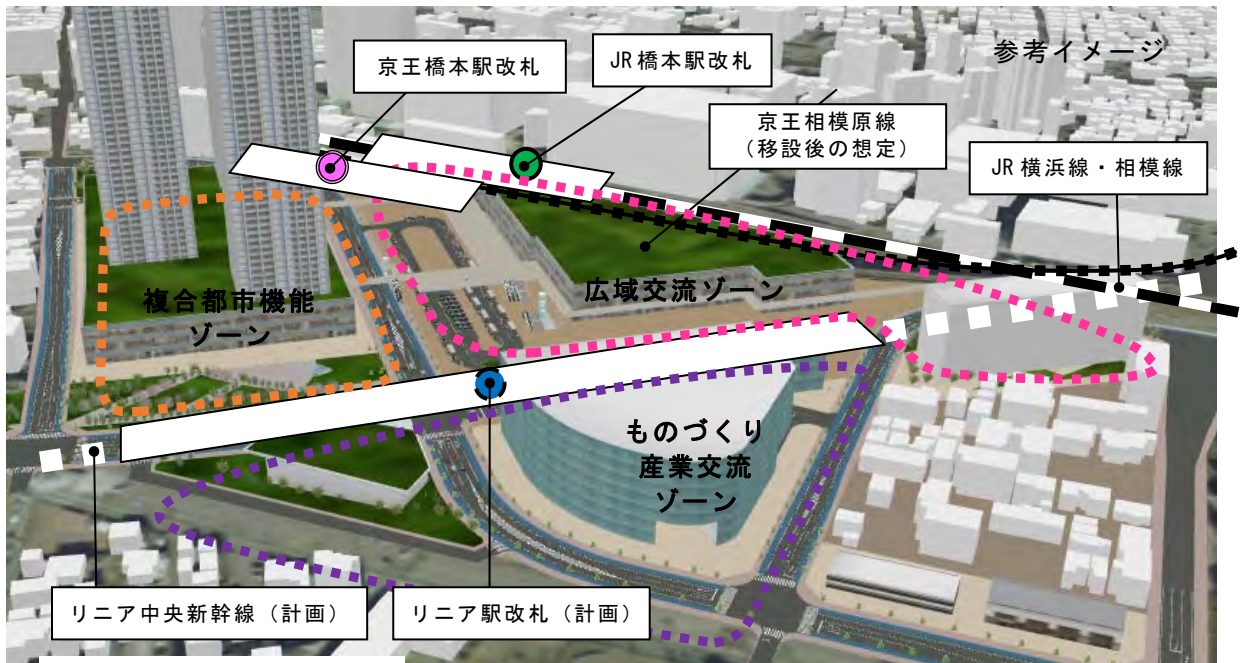 参考イメージ
京王橋本駅改札
JR橋本駅改札
京王相模原線
（移設後の想定）
JR横浜線・相模線
複合都市機能
ゾーン
広域交流ゾーン
ものづくり
産業交流
ゾーン
リニア中央新幹線（計画）
リニア駅改札（計画）